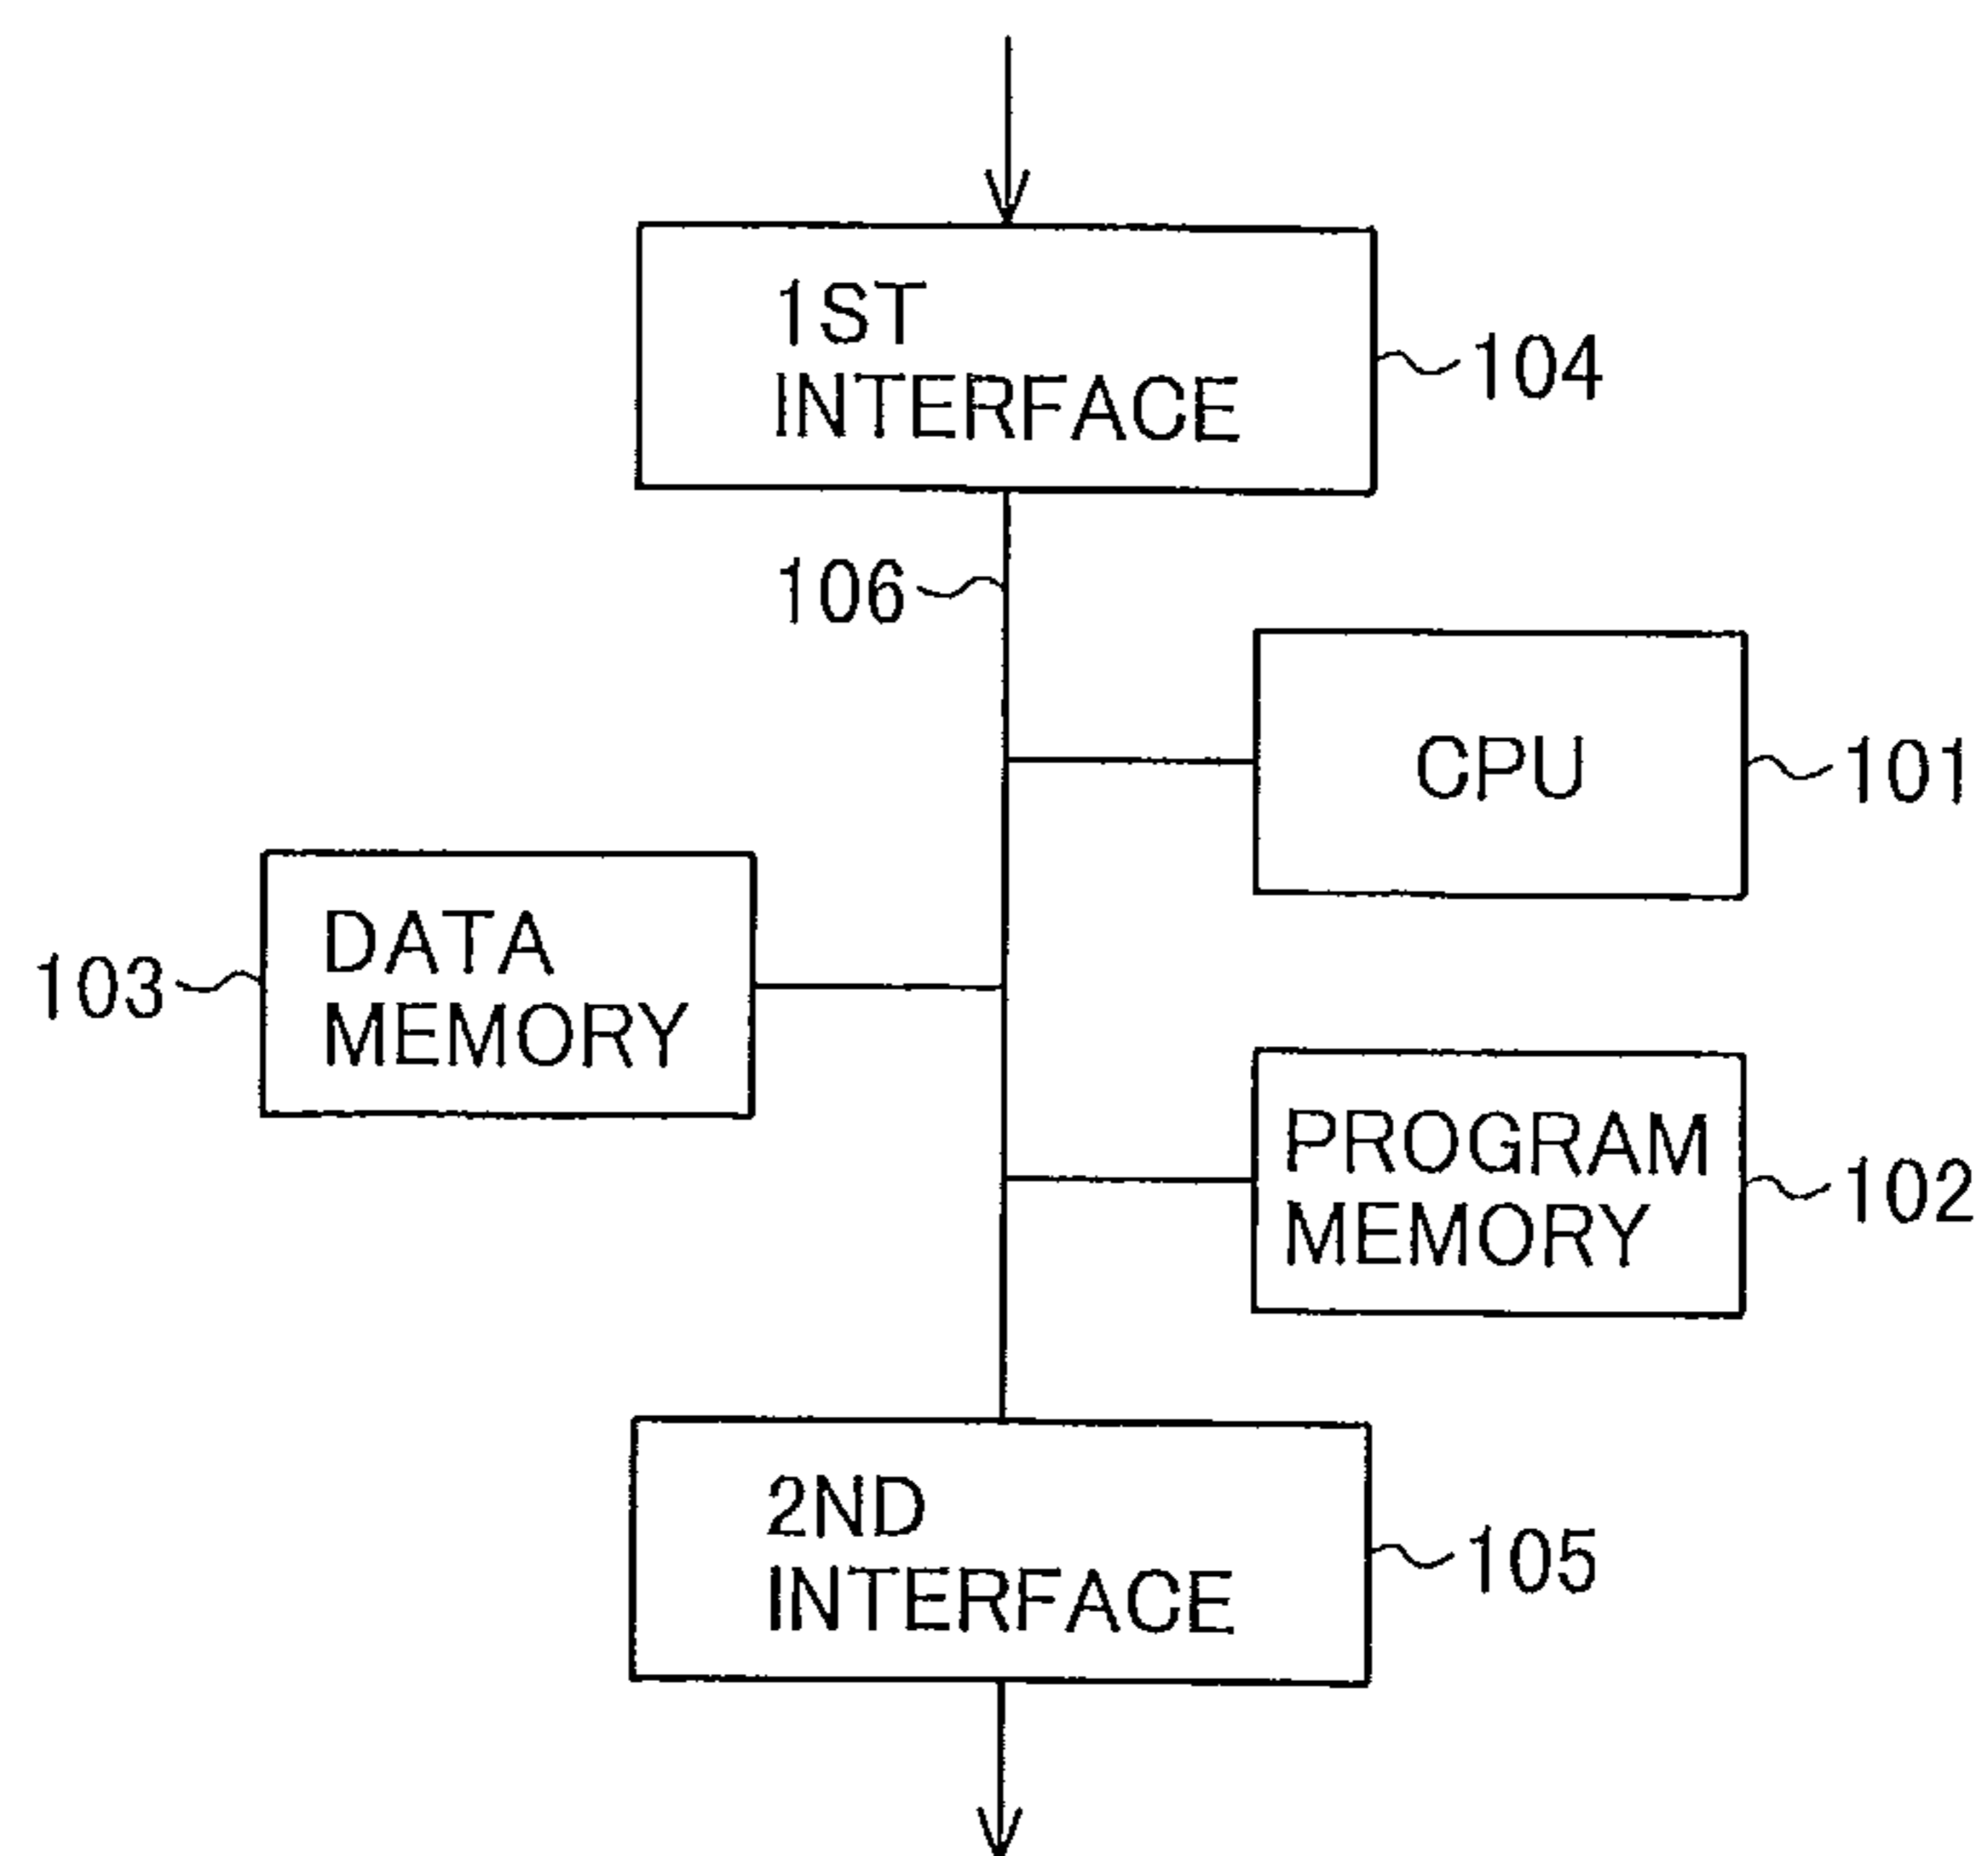 1ST
INTERFACE
104
106
CPU
101
DATA
MEMORY
103
PROGRAM
MEMORY
102
2ND
INTERFACE
105